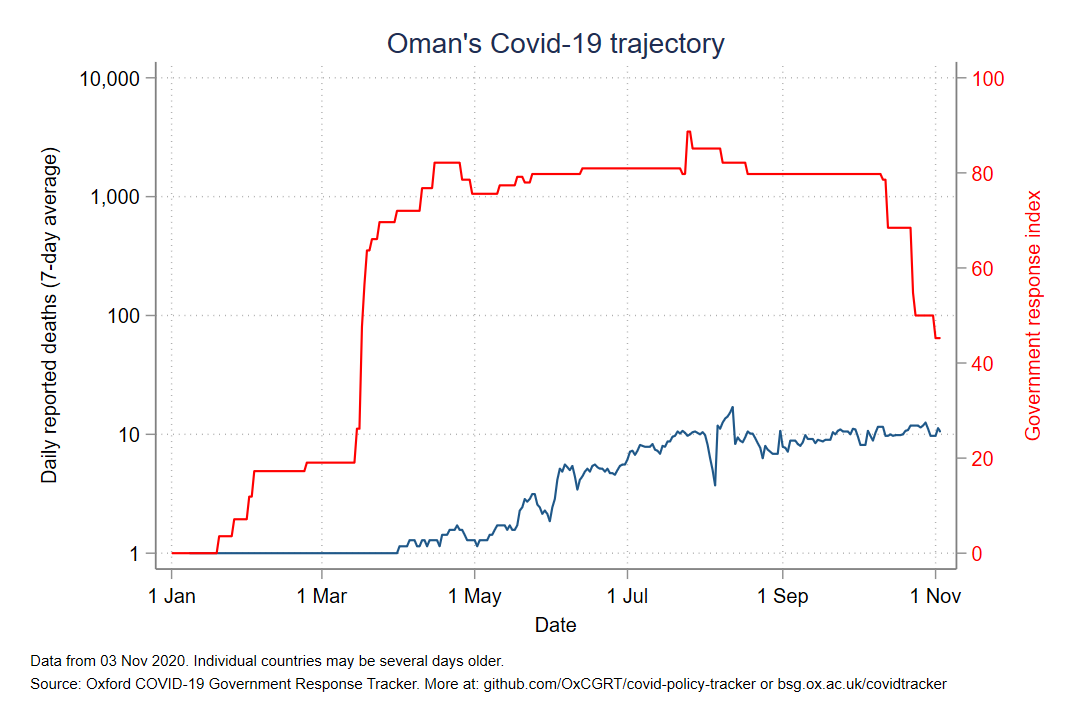 Oman's Covid-19 trajectory
Daily reported deaths (7-day average)
10,000
1,000
100
10
1
100
80
60
40
20
0
Government response index
1 Jan
1 Mar
1 May
1 Jul
1 Sep
1 Nov
Date
Data from 03 Nov 2020. Individual countries may be several days older.
Source: Oxford COVID-19 Government Response Tracker. More at: github.com/OxCGRT/covid-policy-tracker or bsg.ox.ac.uk/covidtracker